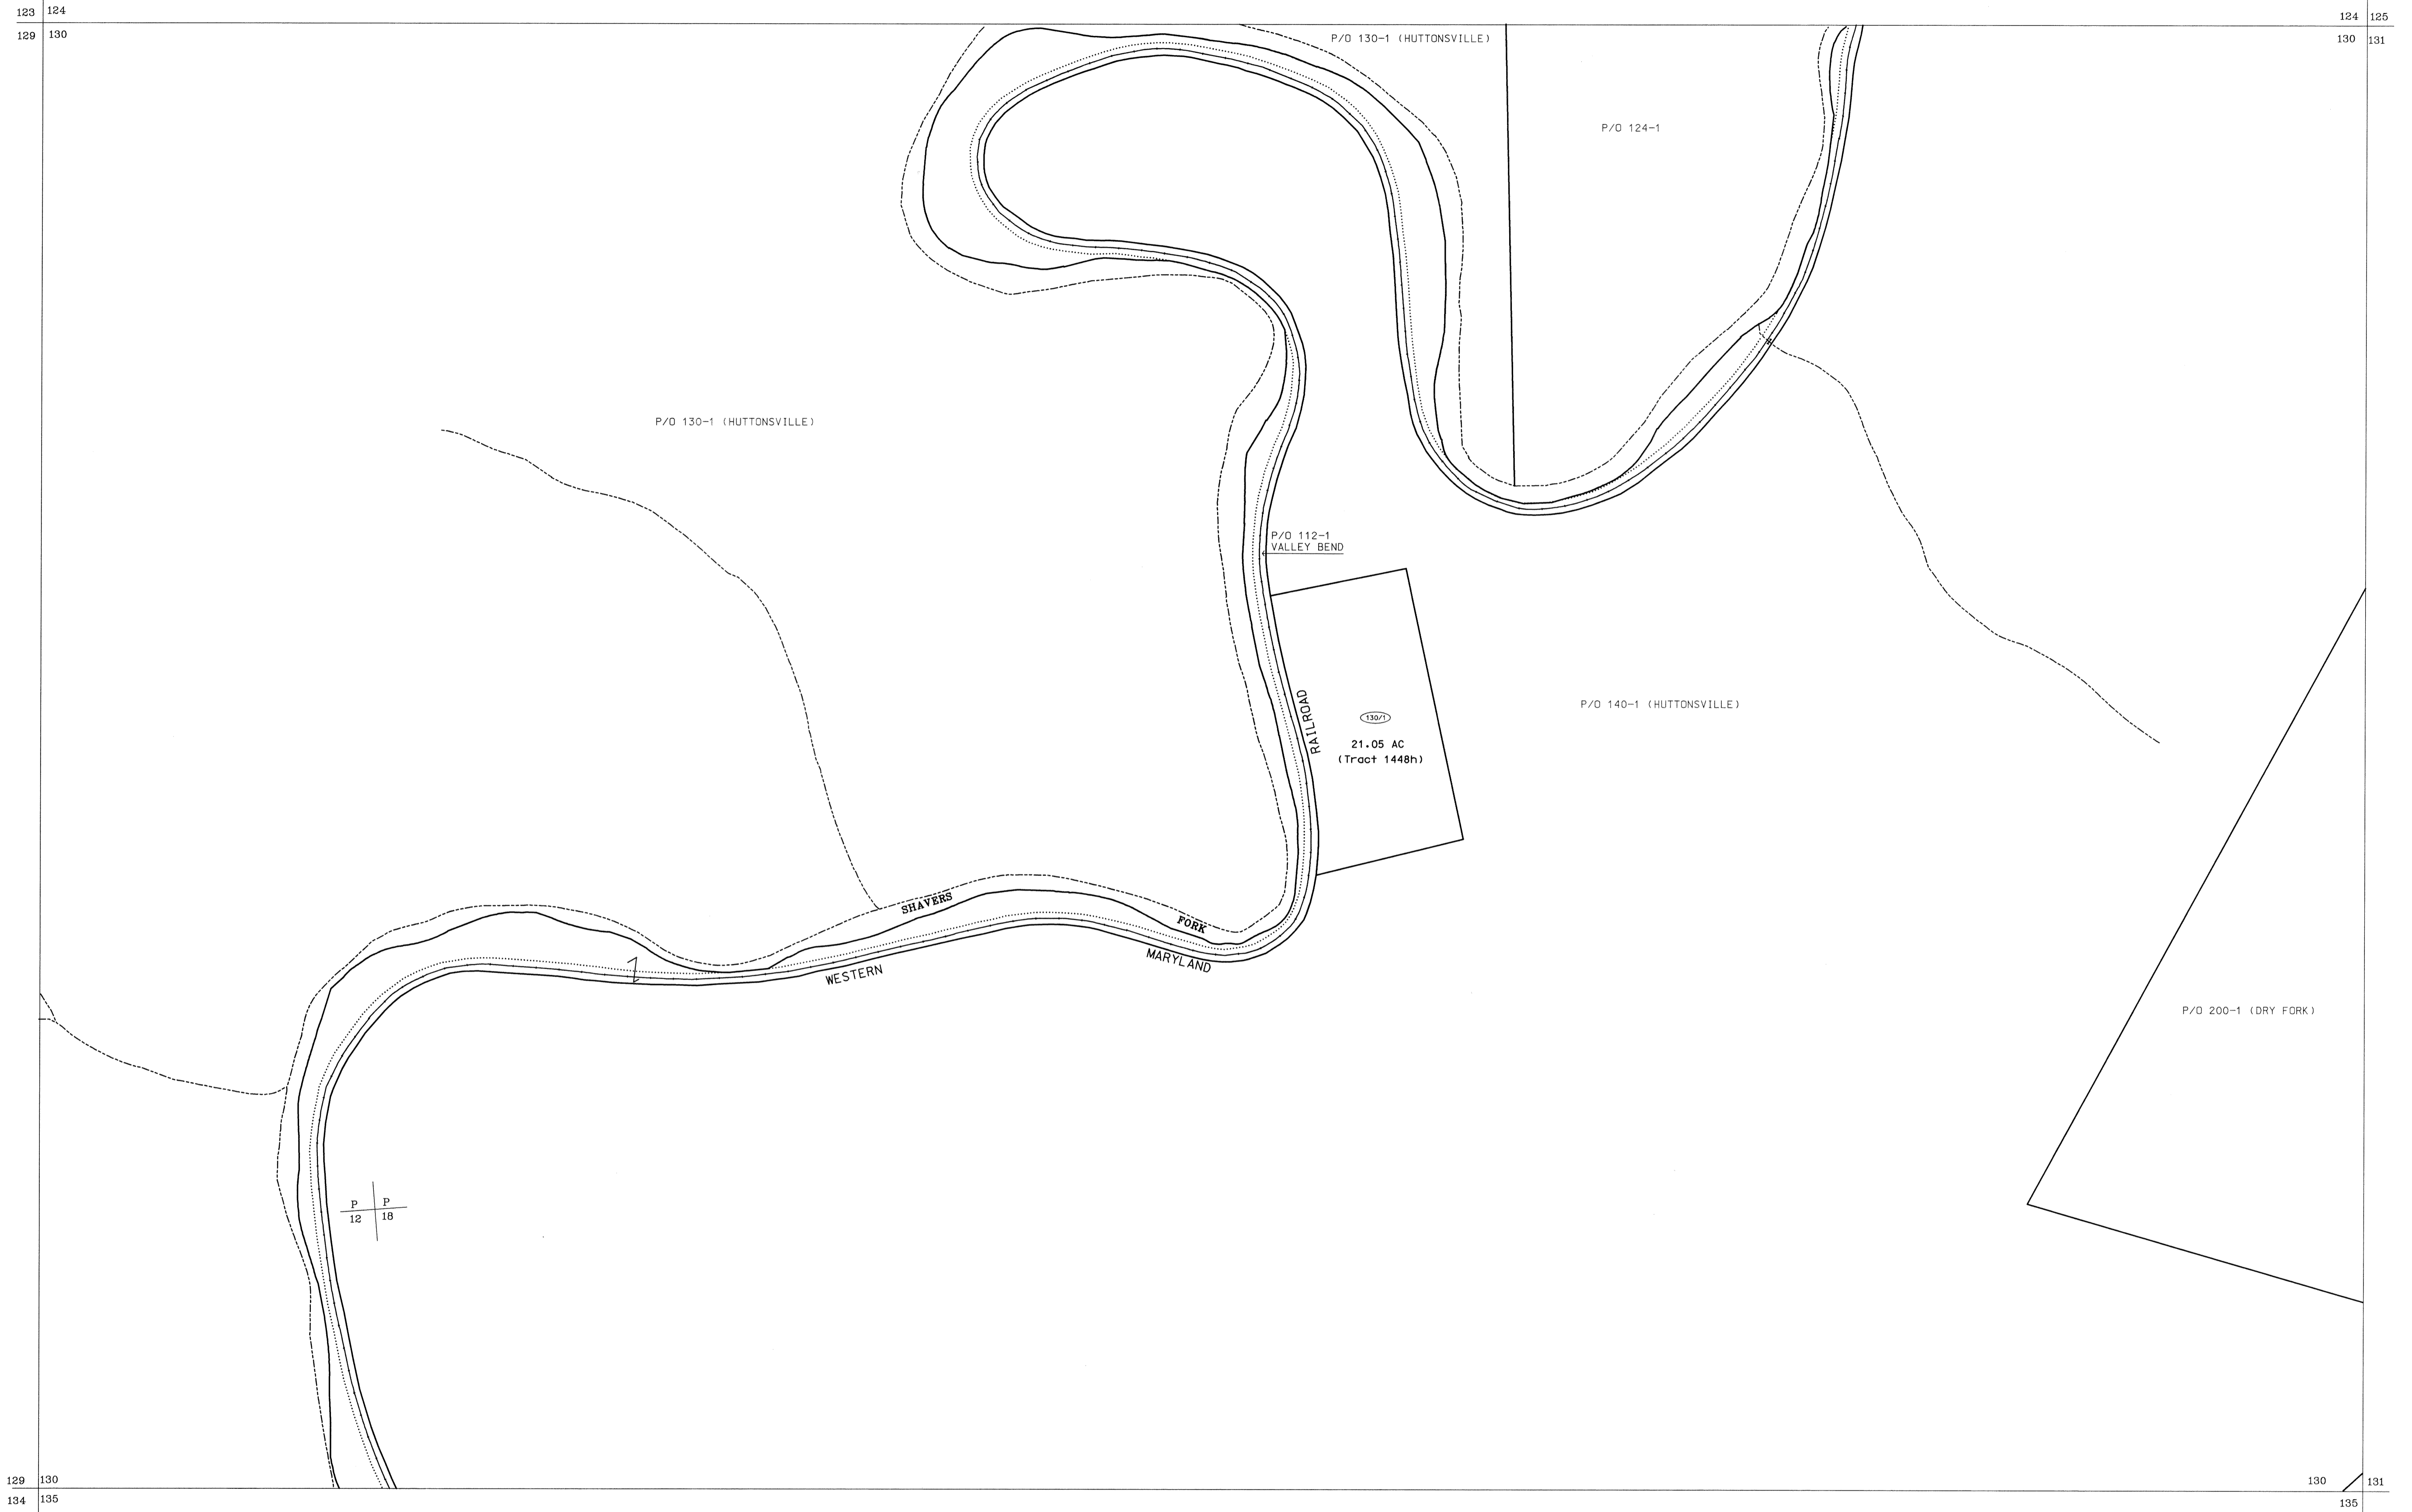 123 124
124 125
129 130
130 131
P/O 130-1 (HUTTONSVILLE)
P/O 124-1
P/O 130-1 (HUTTONSVILLE)
P/O 112-1
VALLEY BEND
RAILROAD
130/1
21.05 AC
(Tract 1448h)
P/O 140-1 (HUTTONSVILLE)
SHAVERS
FORK
WESTERN
MARYLAND
P/O 200-1 (DRY FORK)
P P
12 18
129 130
130 131
134 135
135